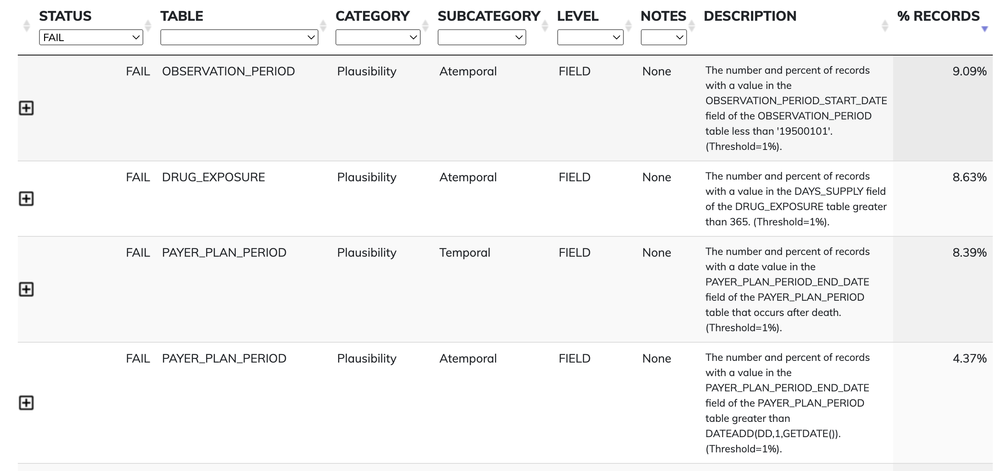 STATUS TABLE CATEGORY SUBCATEGORY LEVEL NOTES DESCRIPTION % RECORDS
FAIL
FAIL OBSERVATION_PERIOD Plausibility Atemporal FIELD None The number and percent of records 9.09%
with a value in the
OBSERVATION_PERIOD_START_DATE
field of the OBSERVATION_PERIOD
table less than '19500101'.
(Threshold=1%).
FAIL DRUG_EXPOSURE Plausibility Atemporal FIELD None The number and percent of records 8.63%
with a value in the DAYS_SUPPLY field
of the DRUG_EXPOSURE table greater
than 365. (Threshold=1%).
FAIL PAYER_PLAN_PERIOD Plausibility Temporal FIELD None The number and percent of records 8.39%
with a date value in the
PAYER_PLAN_PERIOD_END_DATE
field of the PAYER_PLAN_PERIOD
table that occurs after death.
(Threshold=1%).
FAIL PAYER_PLAN_PERIOD Plausibility Atemporal FIELD None The number and percent of records 4.37%
with a value in the
PAYER_PLAN_PERIOD_END_DATE
field of the PAYER_PLAN_PERIOD
table greater than
DATEADD(DD,1,GETDATE()).
(Threshold=1%).